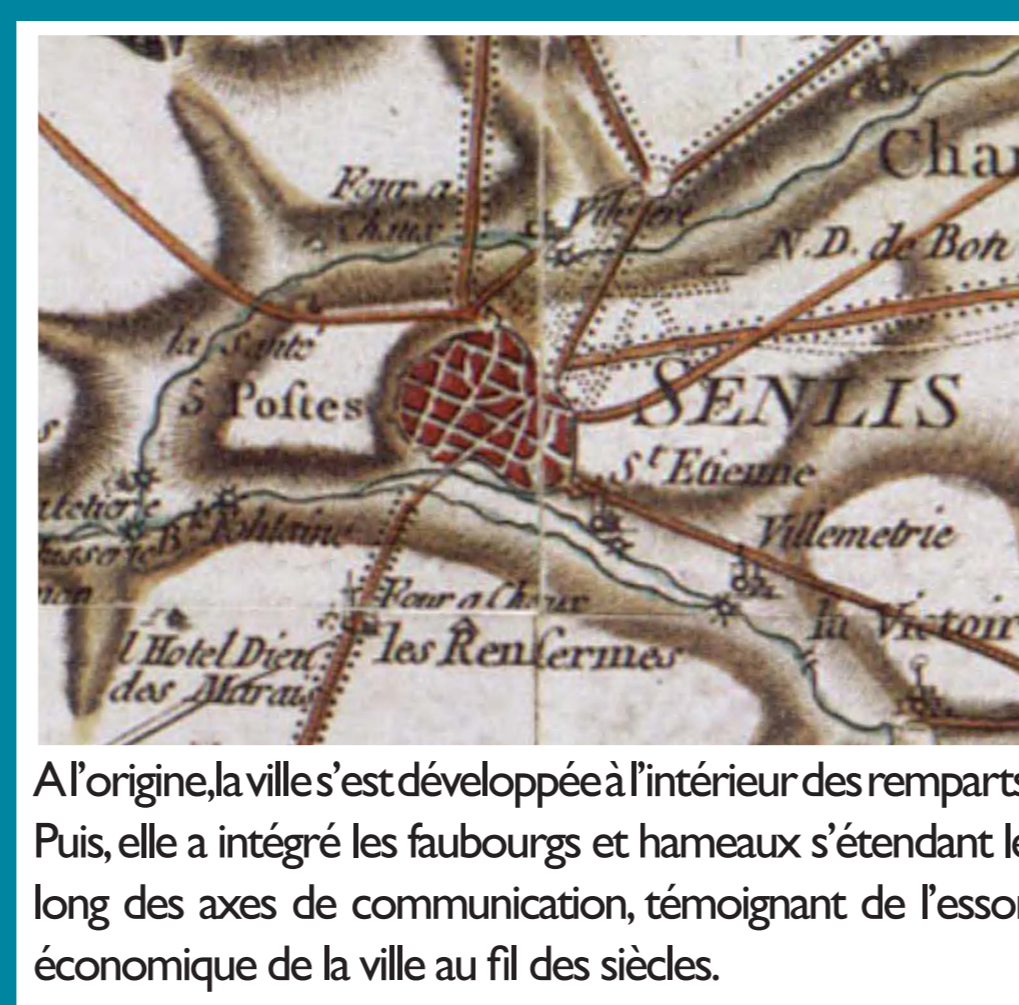 Four a
Chaux
Villefere
Char
N. D. de Bon
la Santé
5 Poſtes
SENLIS
St Etienne
Villemetrie
Four a Chaux
la Victoir
les Renfermes
l Hotel Dieu
des Marais
A l’origine, la ville s’est développée à l’intérieur des remparts
Puis, elle a intégré les faubourgs et hameaux s’étendant le
long des axes de communication, témoignant de l’essor
économique de la ville au fil des siècles.